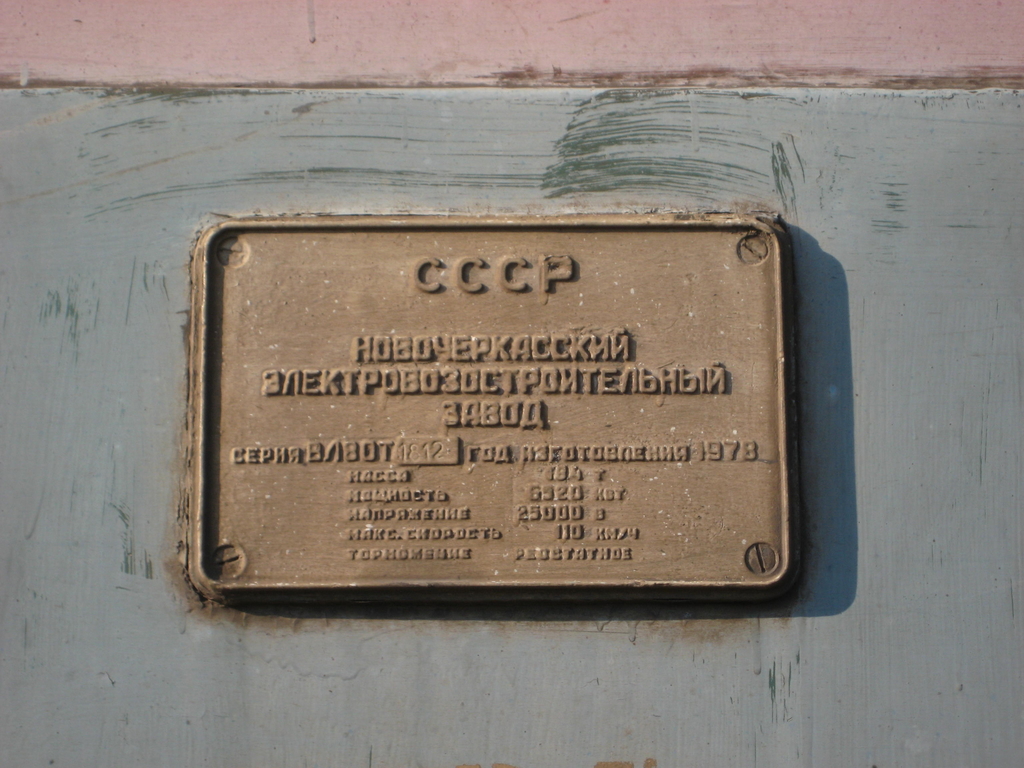 СССР
НОВОЧЕРКАССКИЙ
ЭЛЕКТРОВОЗОСТРОИТЕЛЬНЫЙ
ЗАВОД
СЕРИЯ ВЛ80Т 1812 ГОД ИЗГОТОВЛЕНИЯ 1978
МАССА 184 Т
МОЩНОСТЬ 6520 КВТ
НАПРЯЖЕНИЕ 25000 В
МАКС. СКОРОСТЬ 110 КМ/Ч
ТОРМОЖЕНИЕ РЕОСТАТНОЕ